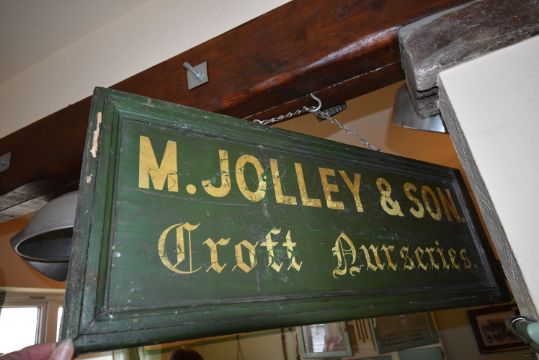 M. JOLLEY & SON.
Croft Nurseries.